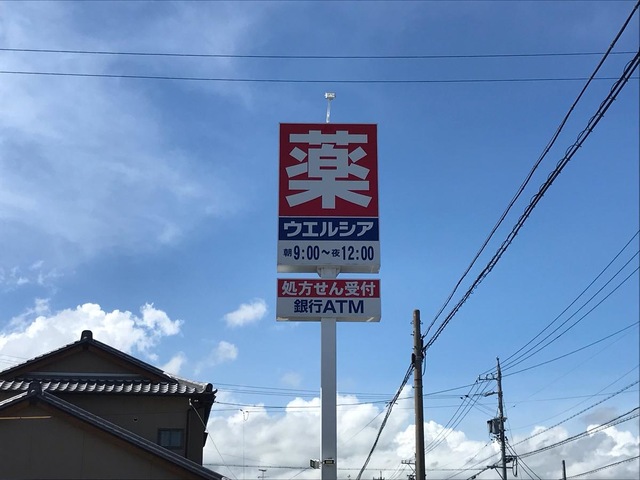 薬
ウエルシア
朝9:00～夜12:00
処方せん受付
銀行ATM